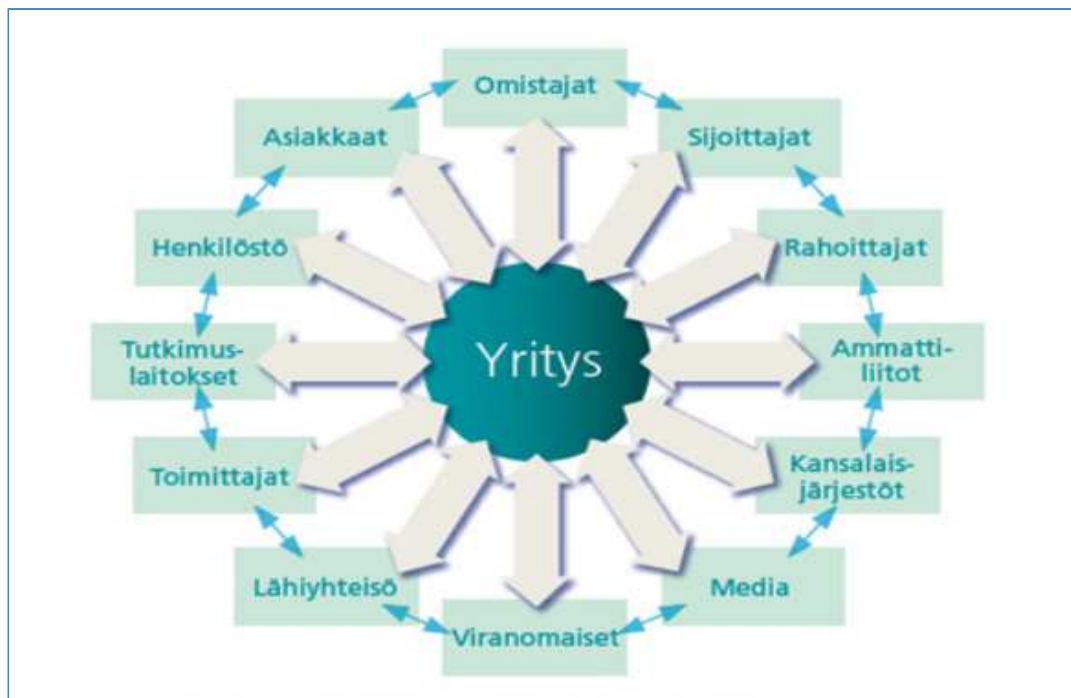 Omistajat
Asiakkaat
Sijoittajat
Henkilöstö
Rahoittajat
Tutkimus-
laitokset
Yritys
Ammatti-
liitot
Toimittajat
Kansalais-
järjestöt
Lähiyhteisö
Media
Viranomaiset